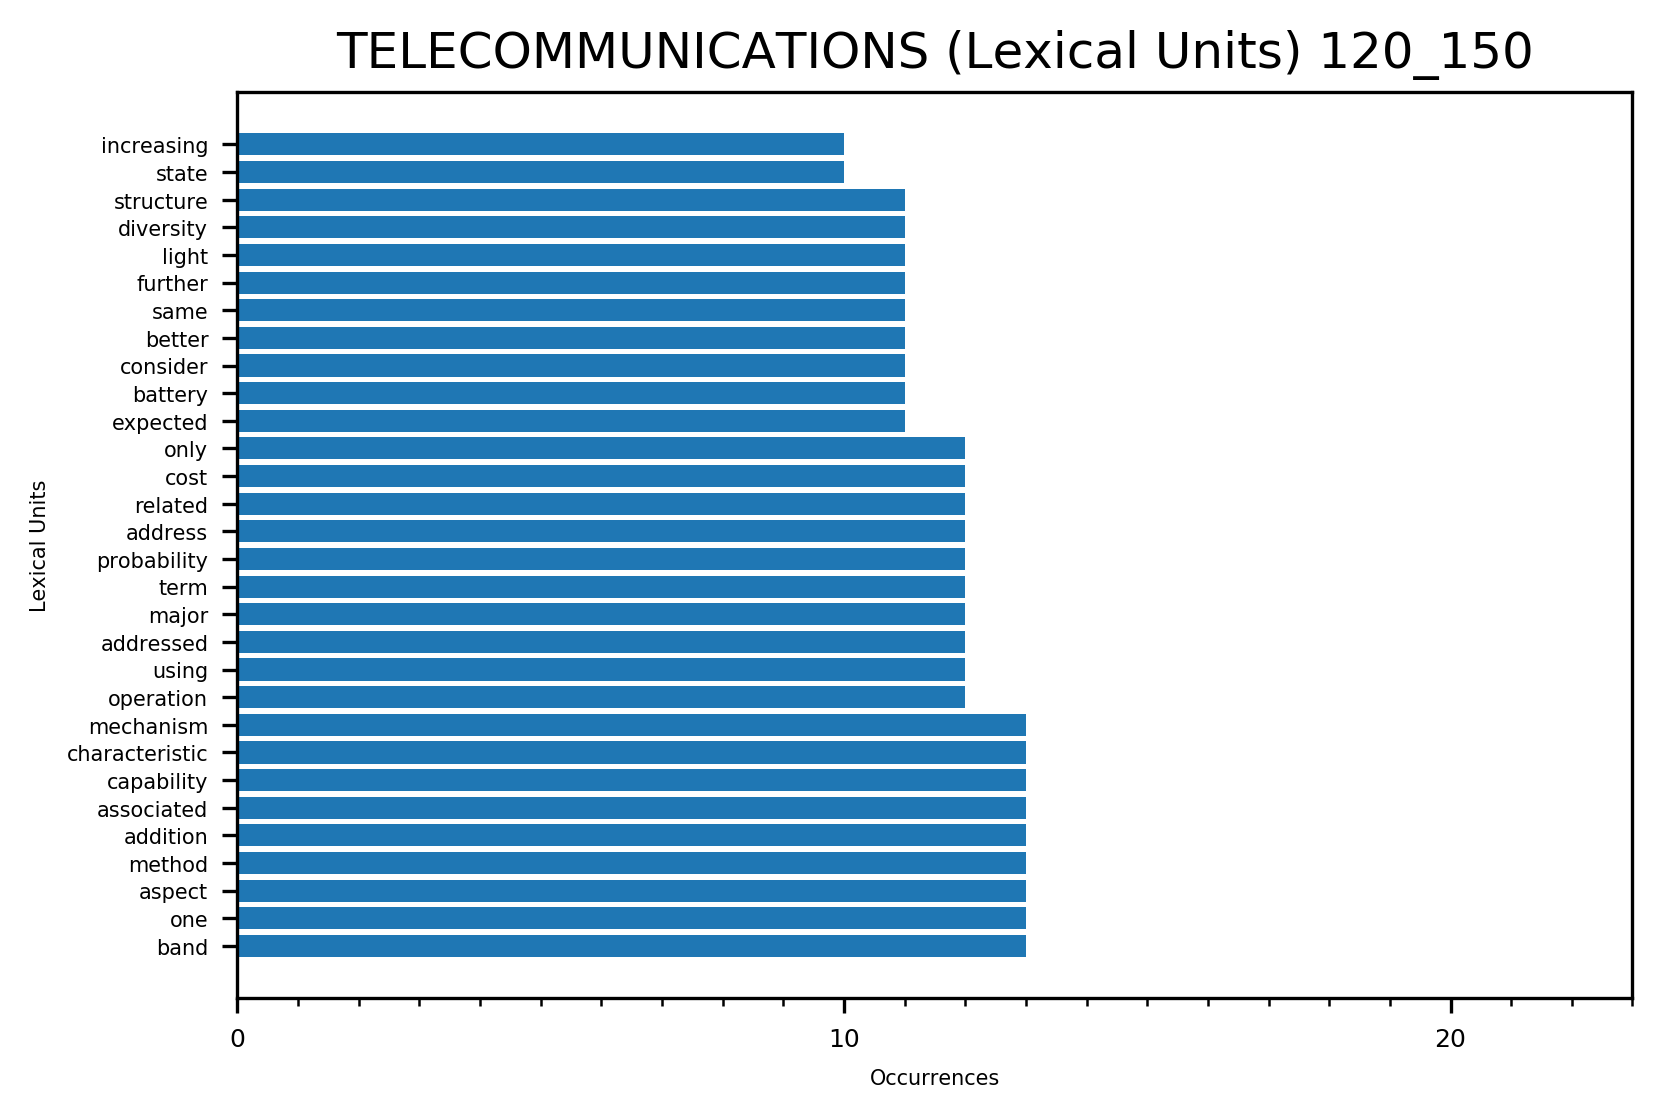 TELECOMMUNICATIONS (Lexical Units) 120_150
increasing
state
structure
diversity
light
further
same
better
consider
battery
expected
only
cost
related
address
probability
term
major
addressed
using
operation
mechanism
characteristic
capability
associated
addition
method
aspect
one
band
Lexical Units
0 10 20
Occurrences